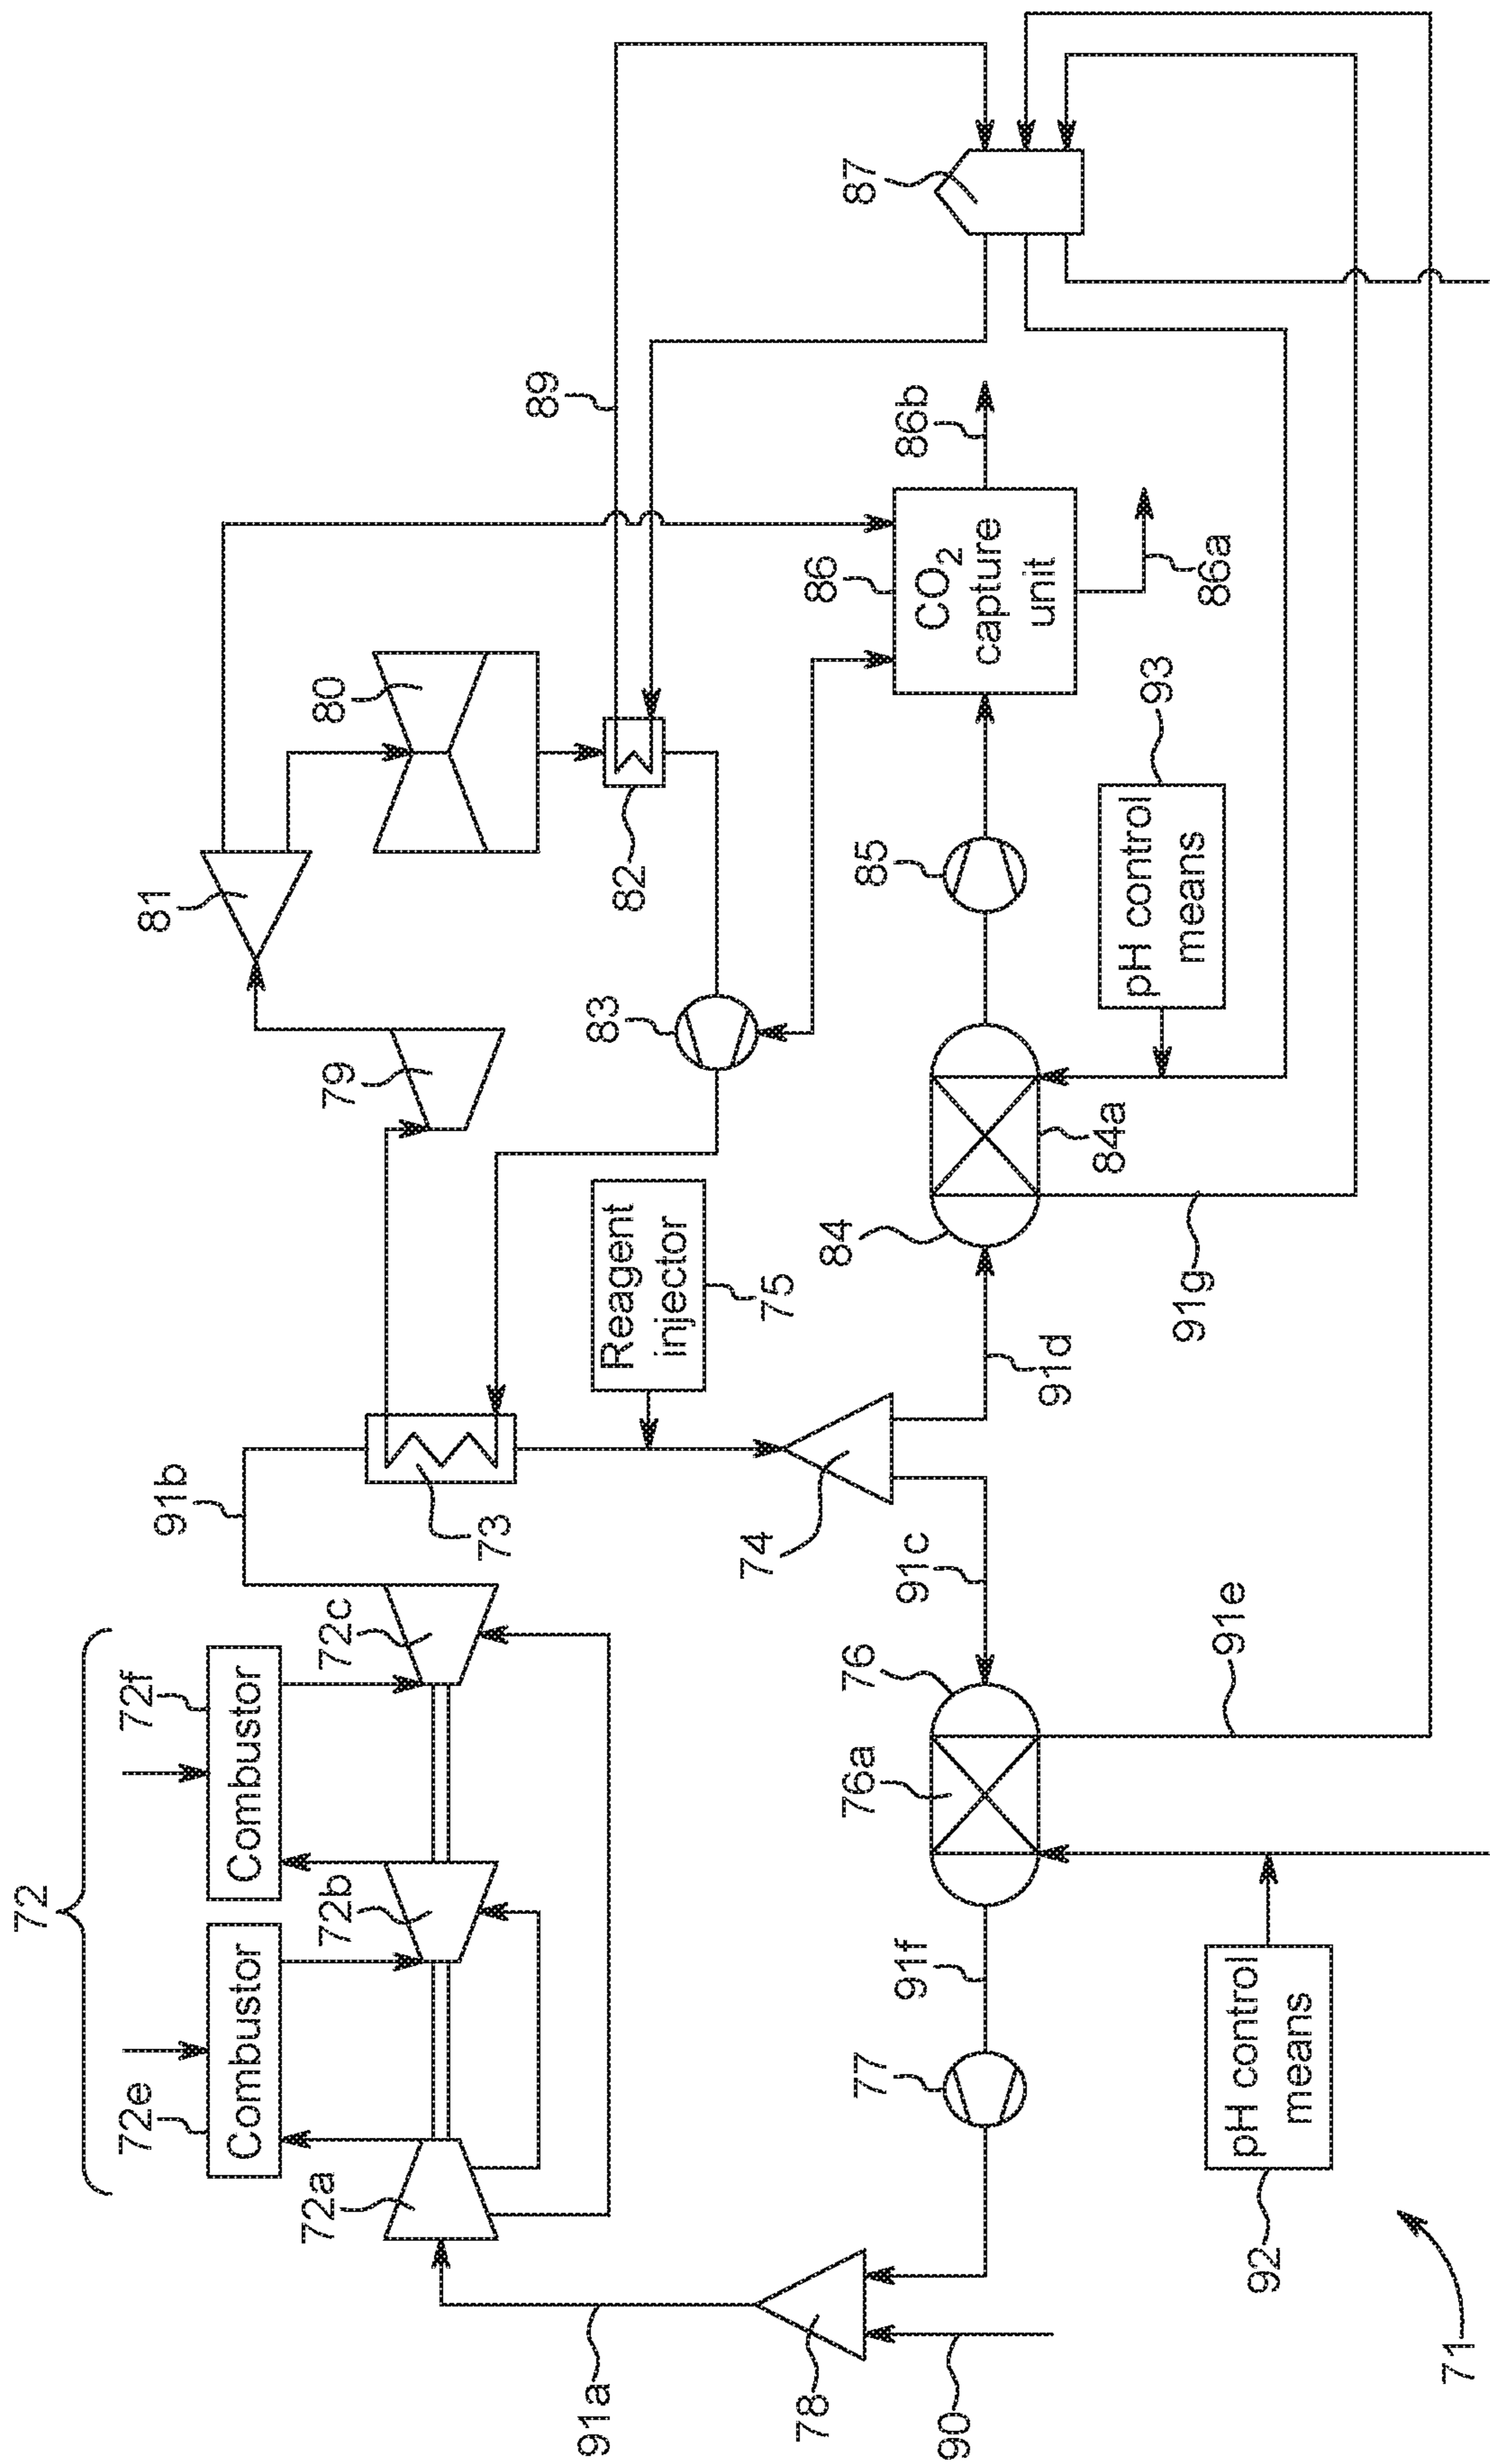 72
72e
72f
91b
81
Combustor
Combustor
72a
72b
72c
79
80
73
89
91a
83
82
Reagent
injector
75
74
78
84
86
77
76a
76
85
87
91f
91c
86b
CO₂
capture
unit
90
91d
84a
pH control
means
93
91g
86a
91e
pH control
means
92
71